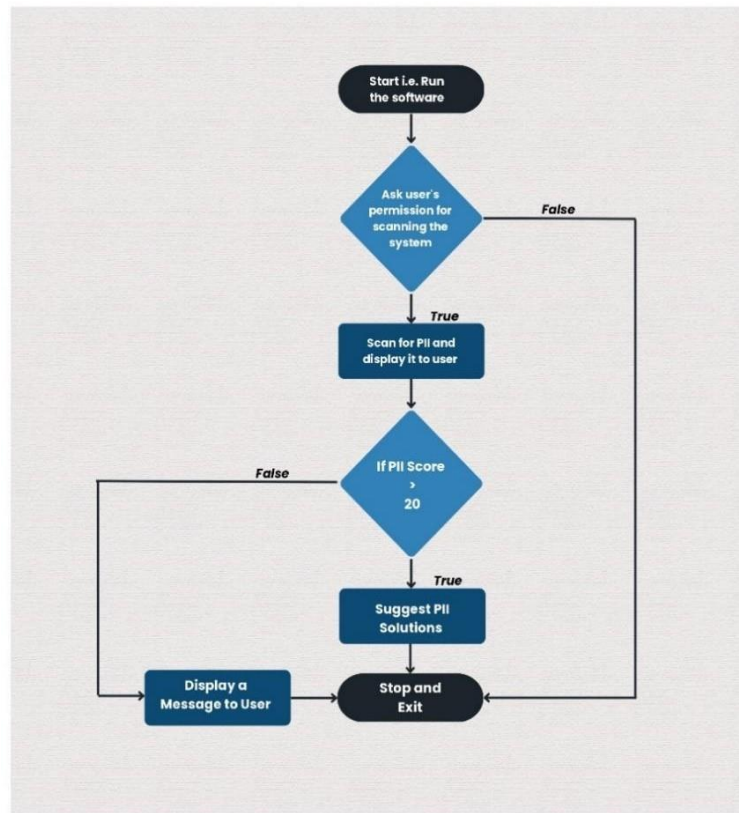 Start i.e. Run
the software
Ask user's
permission for
scanning the
system
False
True
Scan for PII and
display it to user
False
If PII Score
>
20
True
Suggest PII
Solutions
Display a
Message to User
Stop and
Exit